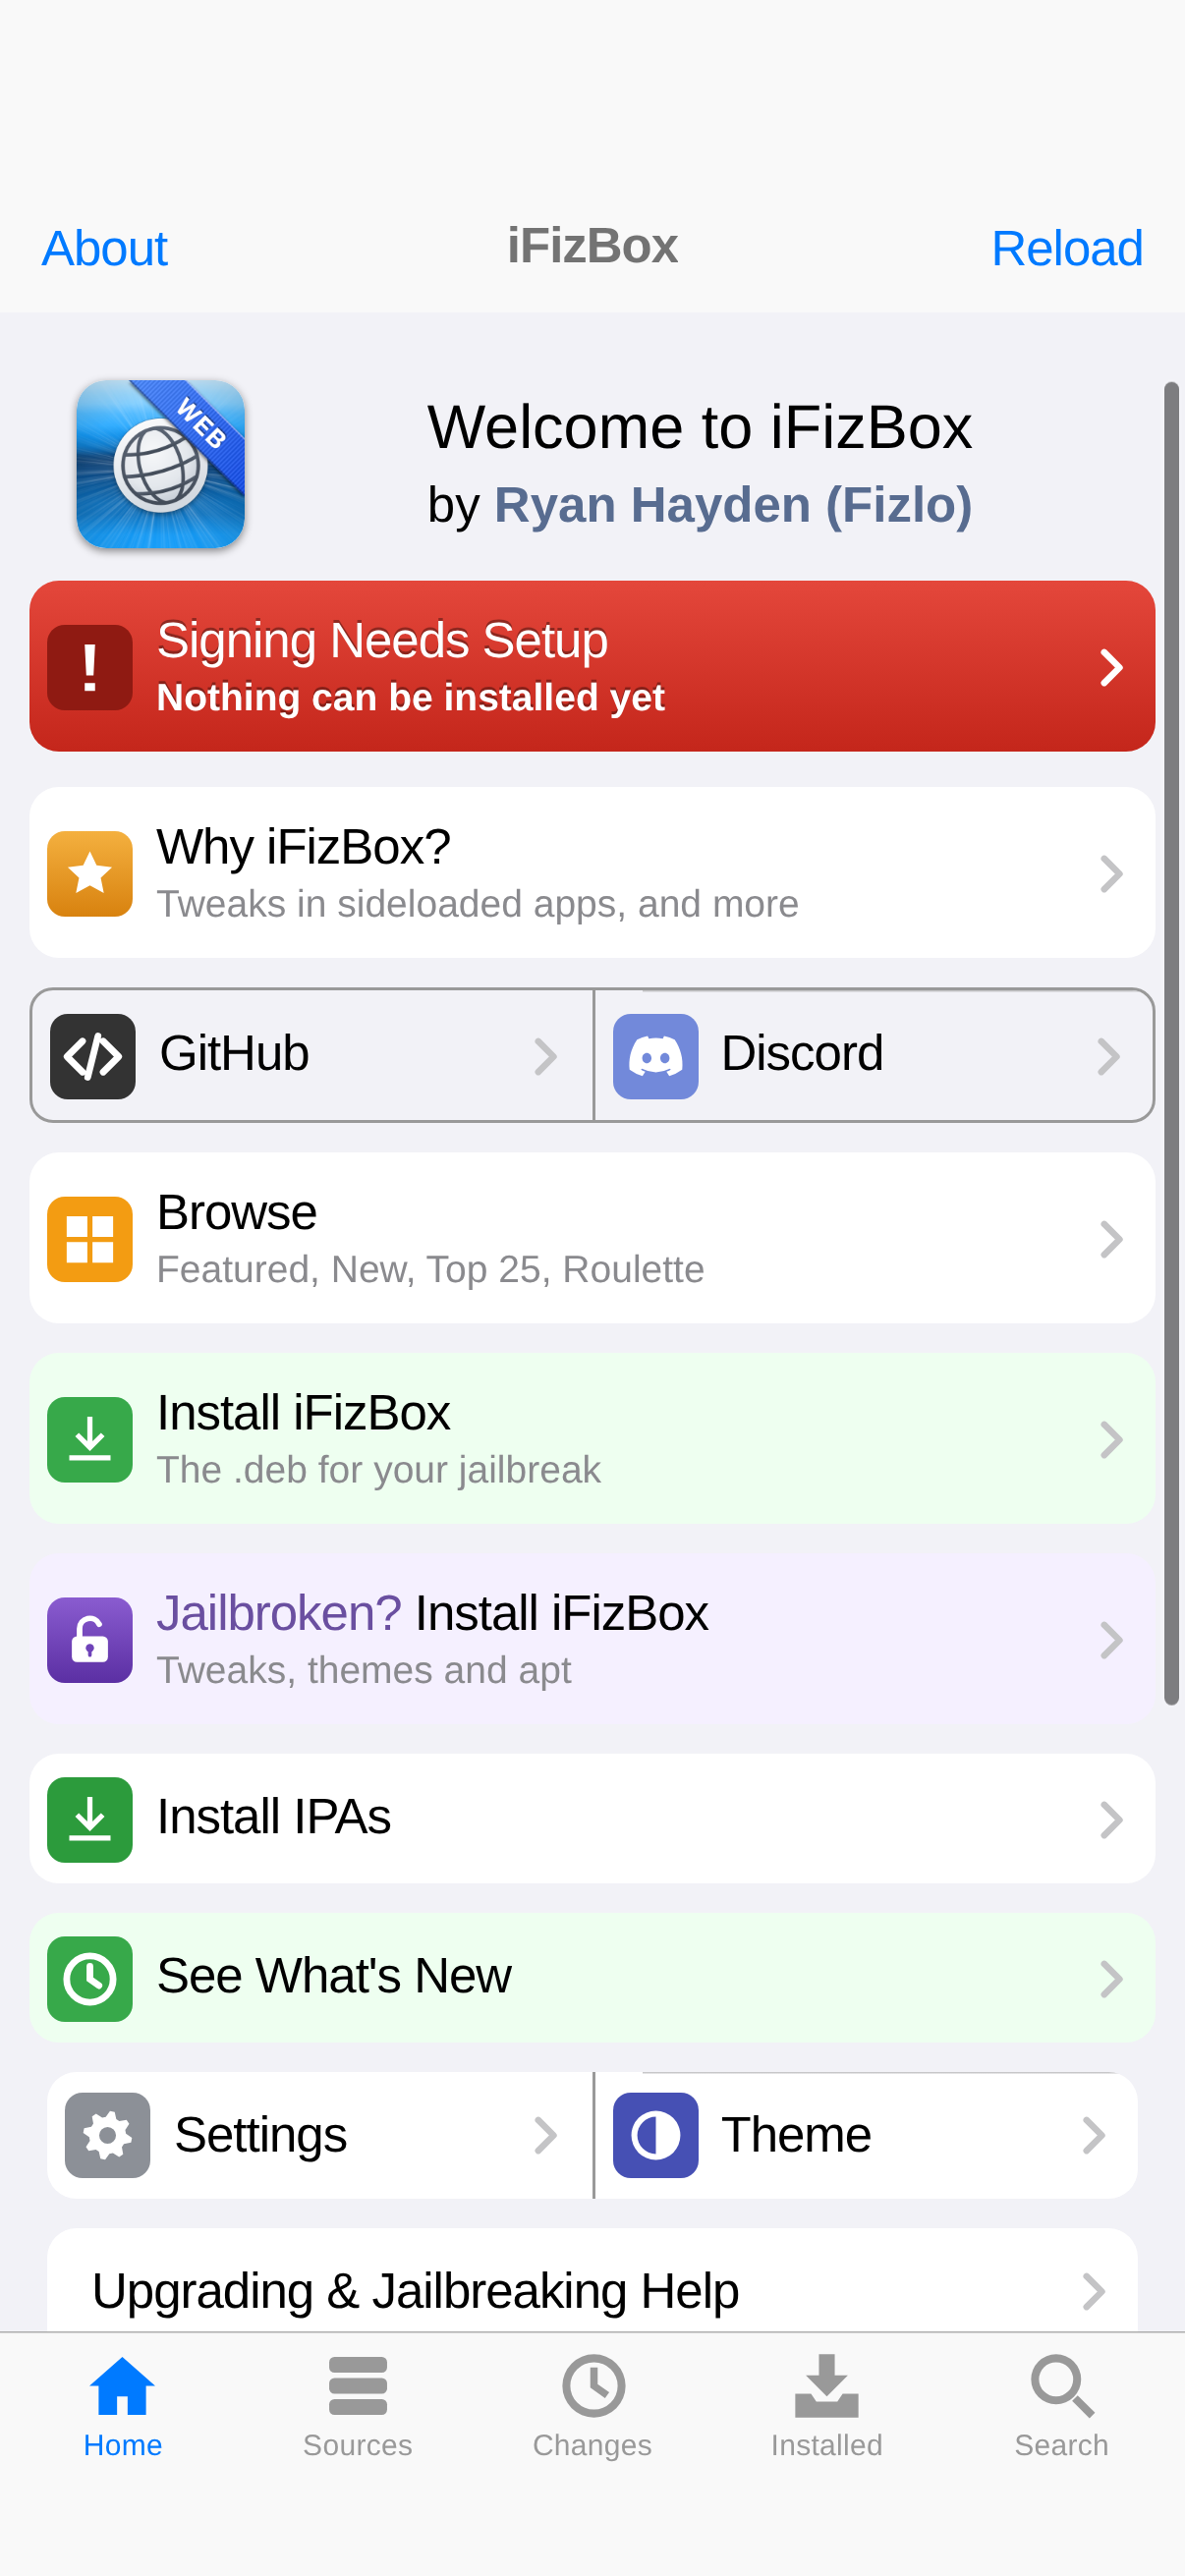 About
iFizBox
Reload
WEB
Welcome to iFizBox
by Ryan Hayden (Fizlo)
!
Signing Needs Setup
Nothing can be installed yet
Why iFizBox?
Tweaks in sideloaded apps, and more
GitHub
Discord
Browse
Featured, New, Top 25, Roulette
Install iFizBox
The .deb for your jailbreak
Jailbroken? Install iFizBox
Tweaks, themes and apt
Install IPAs
See What's New
Settings
Theme
Upgrading & Jailbreaking Help
Home
Sources
Changes
Installed
Search